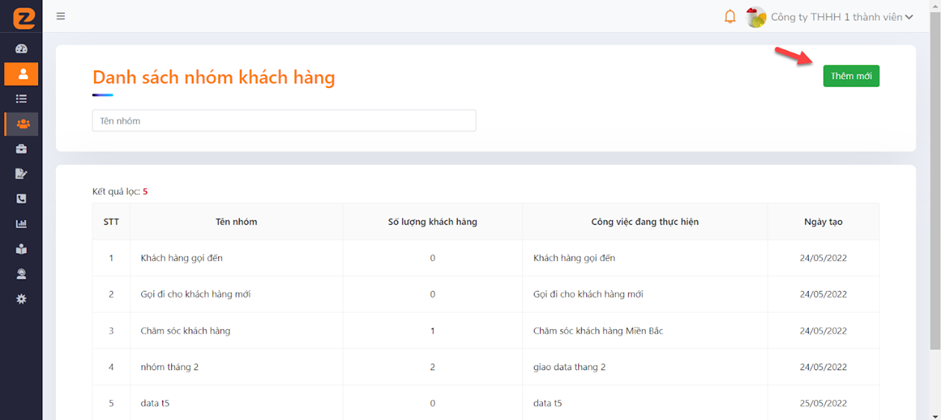 Công ty THHH 1 thành viên
Danh sách nhóm khách hàng
Thêm mới
Tên nhóm
Kết quả lọc: 5
STT Tên nhóm Số lượng khách hàng Công việc đang thực hiện Ngày tạo
1 Khách hàng gọi đến 0 Khách hàng gọi đến 24/05/2022
2 Gọi đi cho khách hàng mới 0 Gọi đi cho khách hàng mới 24/05/2022
3 Chăm sóc khách hàng 1 Chăm sóc khách hàng Miền Bắc 24/05/2022
4 nhóm tháng 2 2 giao data thang 2 24/05/2022
5 data t5 0 data t5 25/05/2022